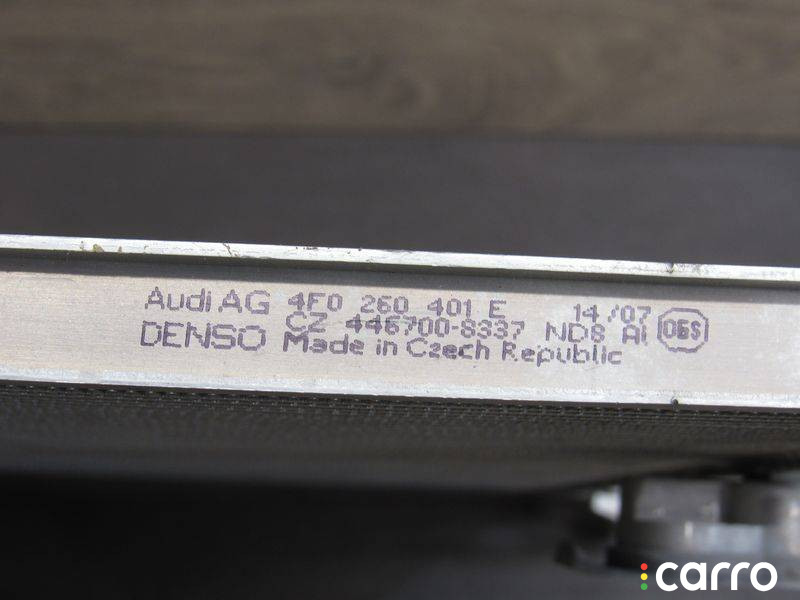 Audi AG 4F0 260 401 E 14/07
CZ 446700-8337 ND8 Al
DENSO Made in Czech Republic
carro